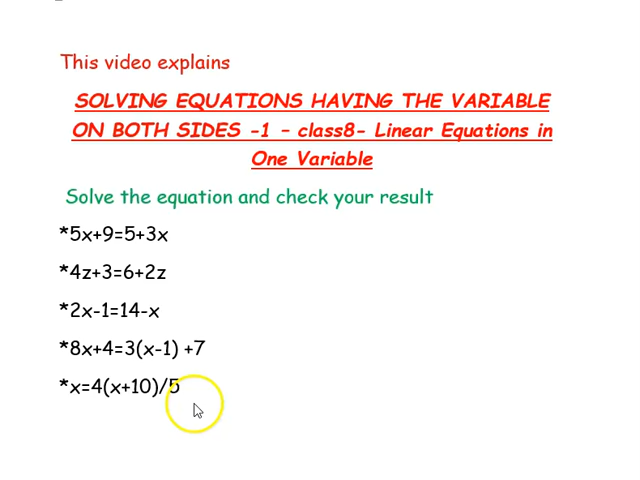 This video explains
SOLVING EQUATIONS HAVING THE VARIABLE
ON BOTH SIDES -1 – class8- Linear Equations in
One Variable
Solve the equation and check your result
*5x+9=5+3x
*4z+3=6+2z
*2x-1=14-x
*8x+4=3(x-1) +7
*x=4(x+10)/5